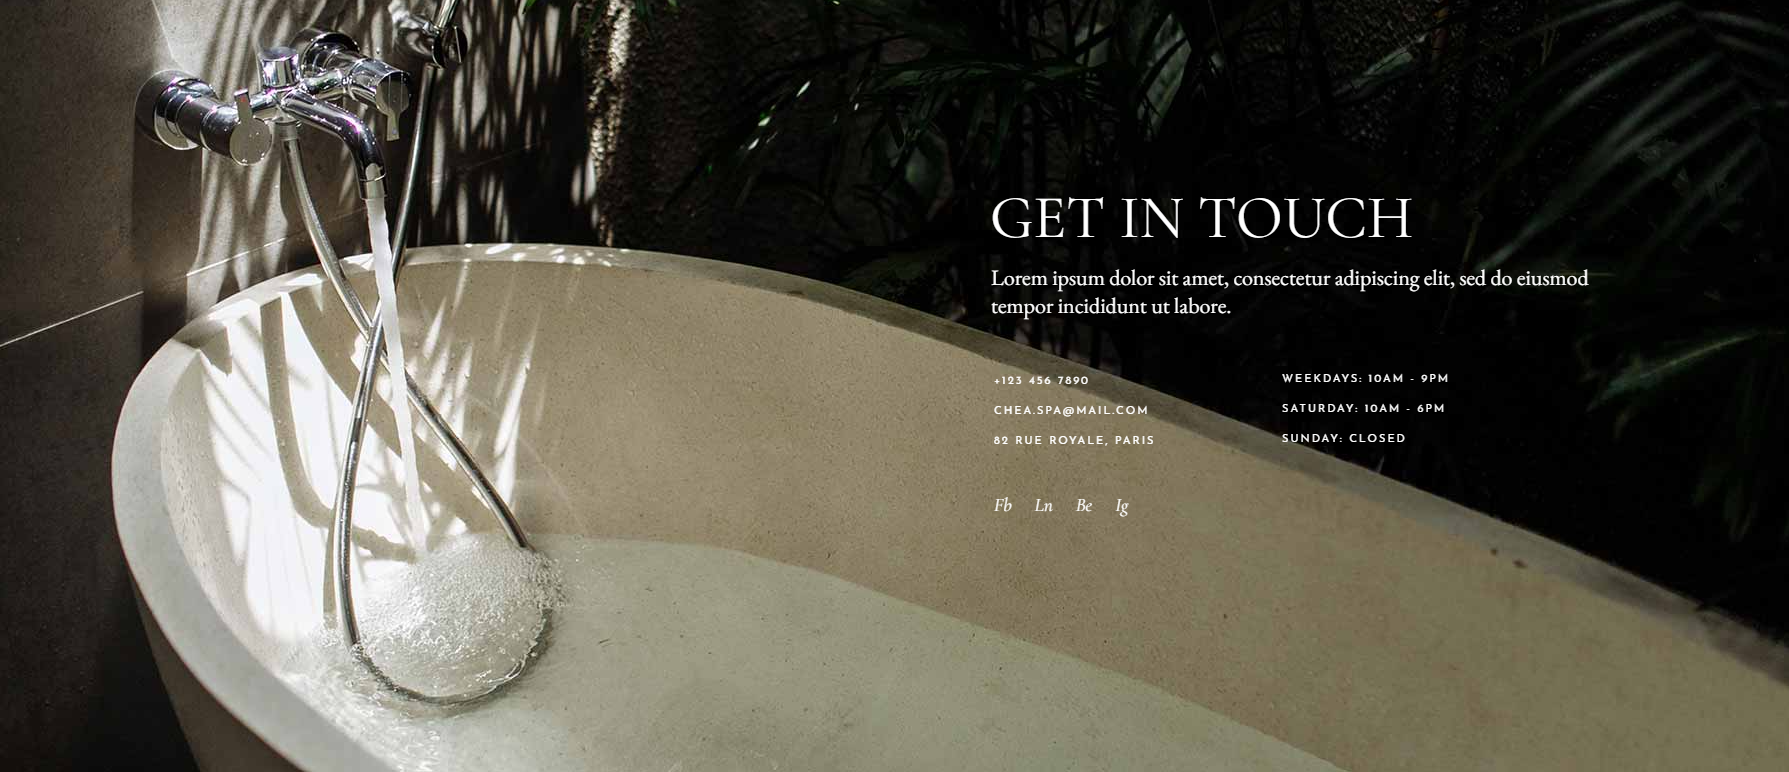 GET IN TOUCH
Lorem ipsum dolor sit amet, consectetur adipiscing elit, sed do eiusmod
tempor incididunt ut labore.
+123 456 7890
CHEA.SPA@MAIL.COM
82 RUE ROYALE, PARIS
WEEKDAYS: 10AM - 9PM
SATURDAY: 10AM - 6PM
SUNDAY: CLOSED
Fb Ln Be Ig